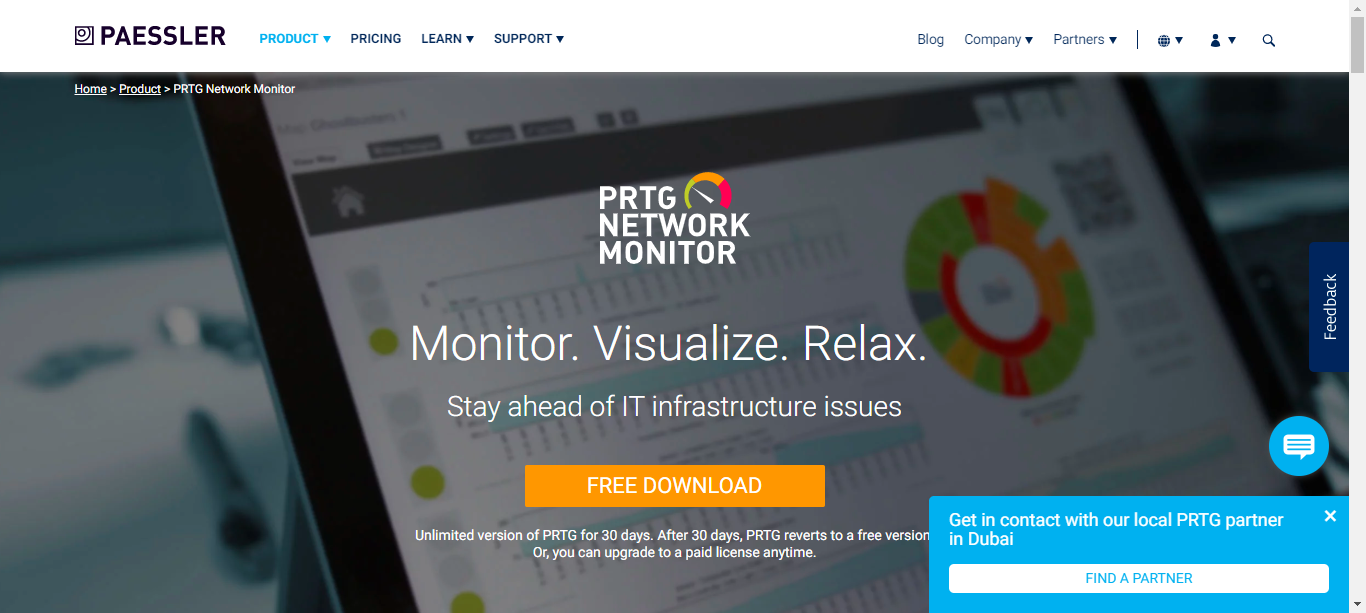 PAESSLER
PRODUCT
PRICING
LEARN
SUPPORT
Blog
Company
Partners
Home > Product > PRTG Network Monitor
PRTG
NETWORK
MONITOR
Monitor. Visualize. Relax.
Stay ahead of IT infrastructure issues
FREE DOWNLOAD
Unlimited version of PRTG for 30 days. After 30 days, PRTG reverts to a free version
Or, you can upgrade to a paid license anytime.
Feedback
Get in contact with our local PRTG partner
in Dubai
FIND A PARTNER